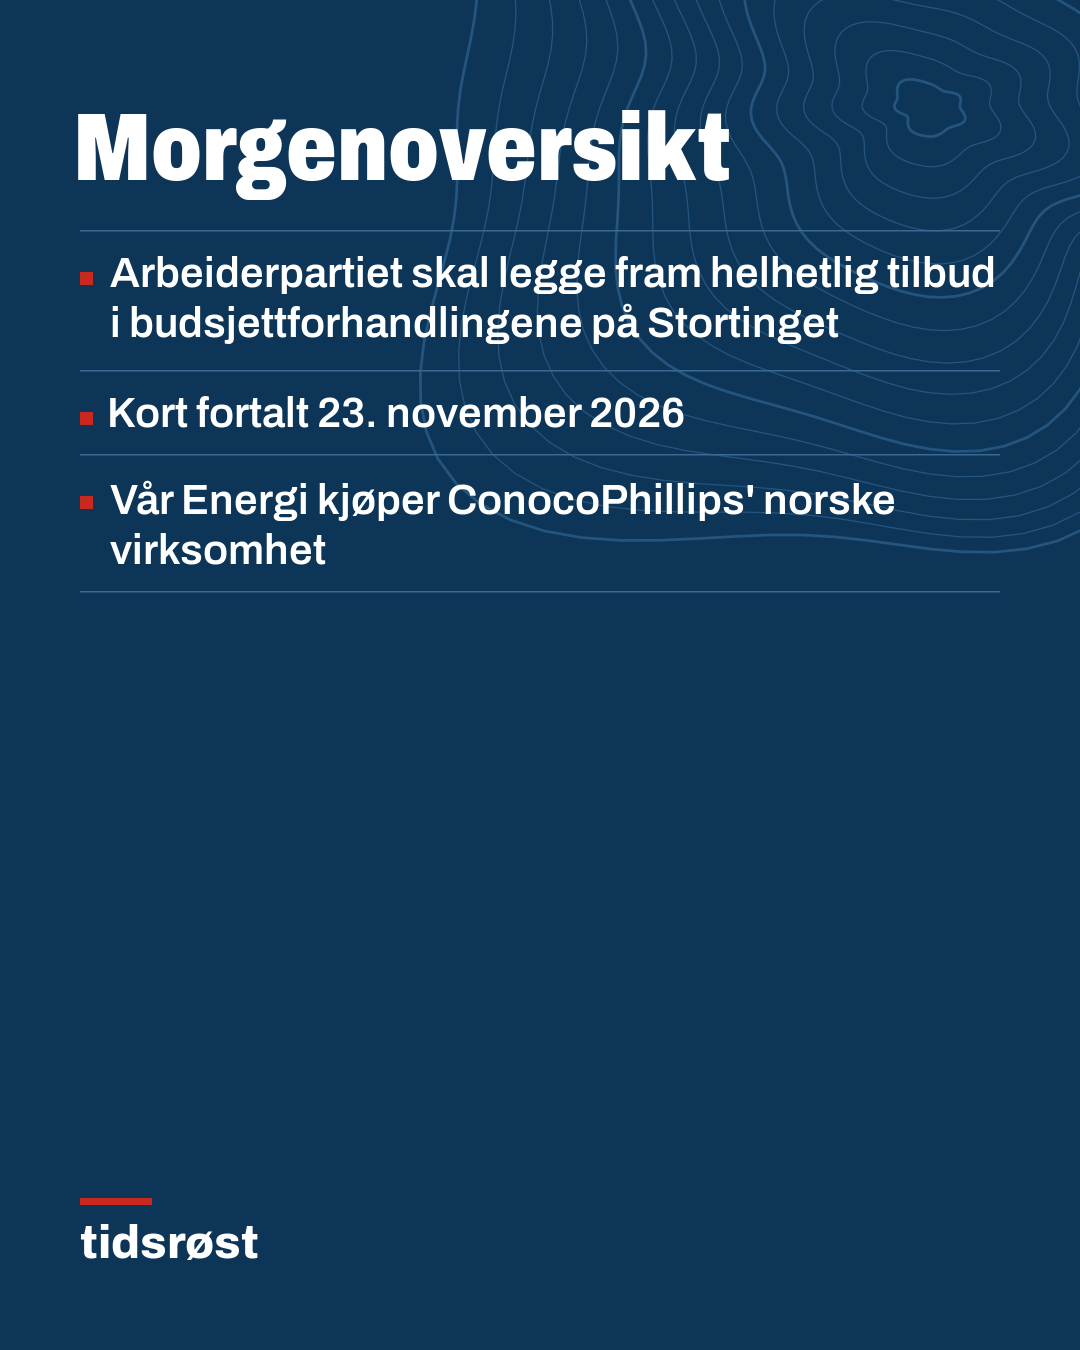 Morgenoversikt
Arbeiderpartiet skal legge fram helhetlig tilbud
i budsjettforhandlingene på Stortinget
Kort fortalt 23. november 2026
Vår Energi kjøper ConocoPhillips' norske
virksomhet
tidsrøst